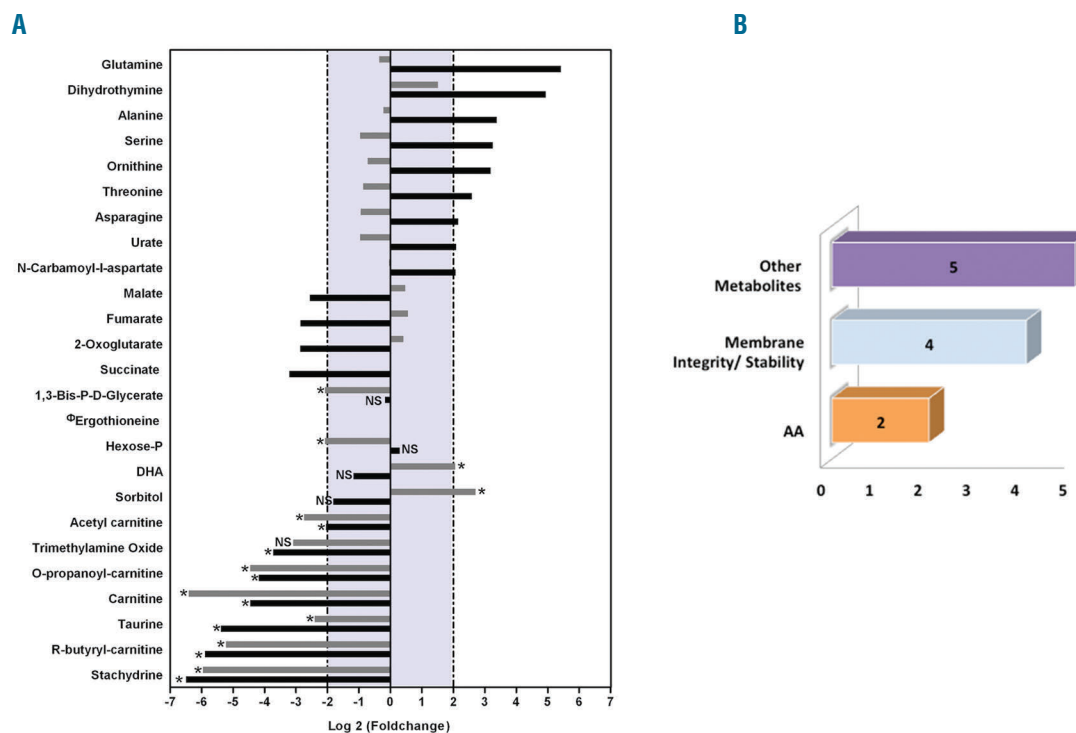 A
Glutamine
Dihydrothymine
Alanine
Serine
Ornithine
Threonine
Asparagine
Urate
N-Carbamoyl-l-aspartate
Malate
Fumarate
2-Oxoglutarate
Succinate
1,3-Bis-P-D-Glycerate
*
NS
ΦErgothioneine
Hexose-P
*
NS
DHA
NS
*
Sorbitol
NS
*
Acetyl carnitine
*
*
Trimethylamine Oxide
NS
*
O-propanoyl-carnitine
*
*
Carnitine
*
*
Taurine
*
*
R-butyryl-carnitine
*
*
Stachydrine
*
*
-7 -6 -5 -4 -3 -2 -1 0 1 2 3 4 5 6 7
Log 2 (Foldchange)
B
Other
Metabolites
5
Membrane
Integrity/ Stability
4
AA
2
0 1 2 3 4 5